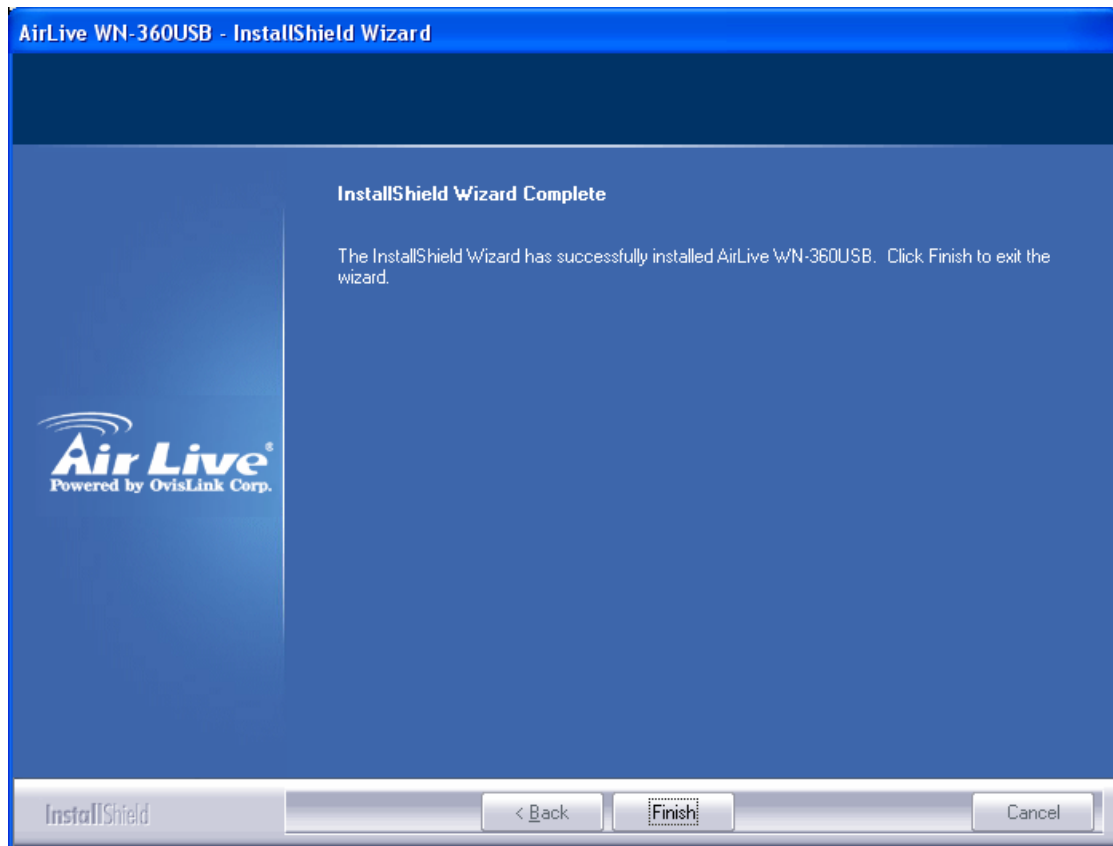 AirLive WN-360USB - InstallShield Wizard
InstallShield Wizard Complete
The InstallShield Wizard has successfully installed AirLive WN-360USB. Click Finish to exit the
wizard.
Air Live®
Powered by OvisLink Corp.
InstallShield
< Back
Finish
Cancel